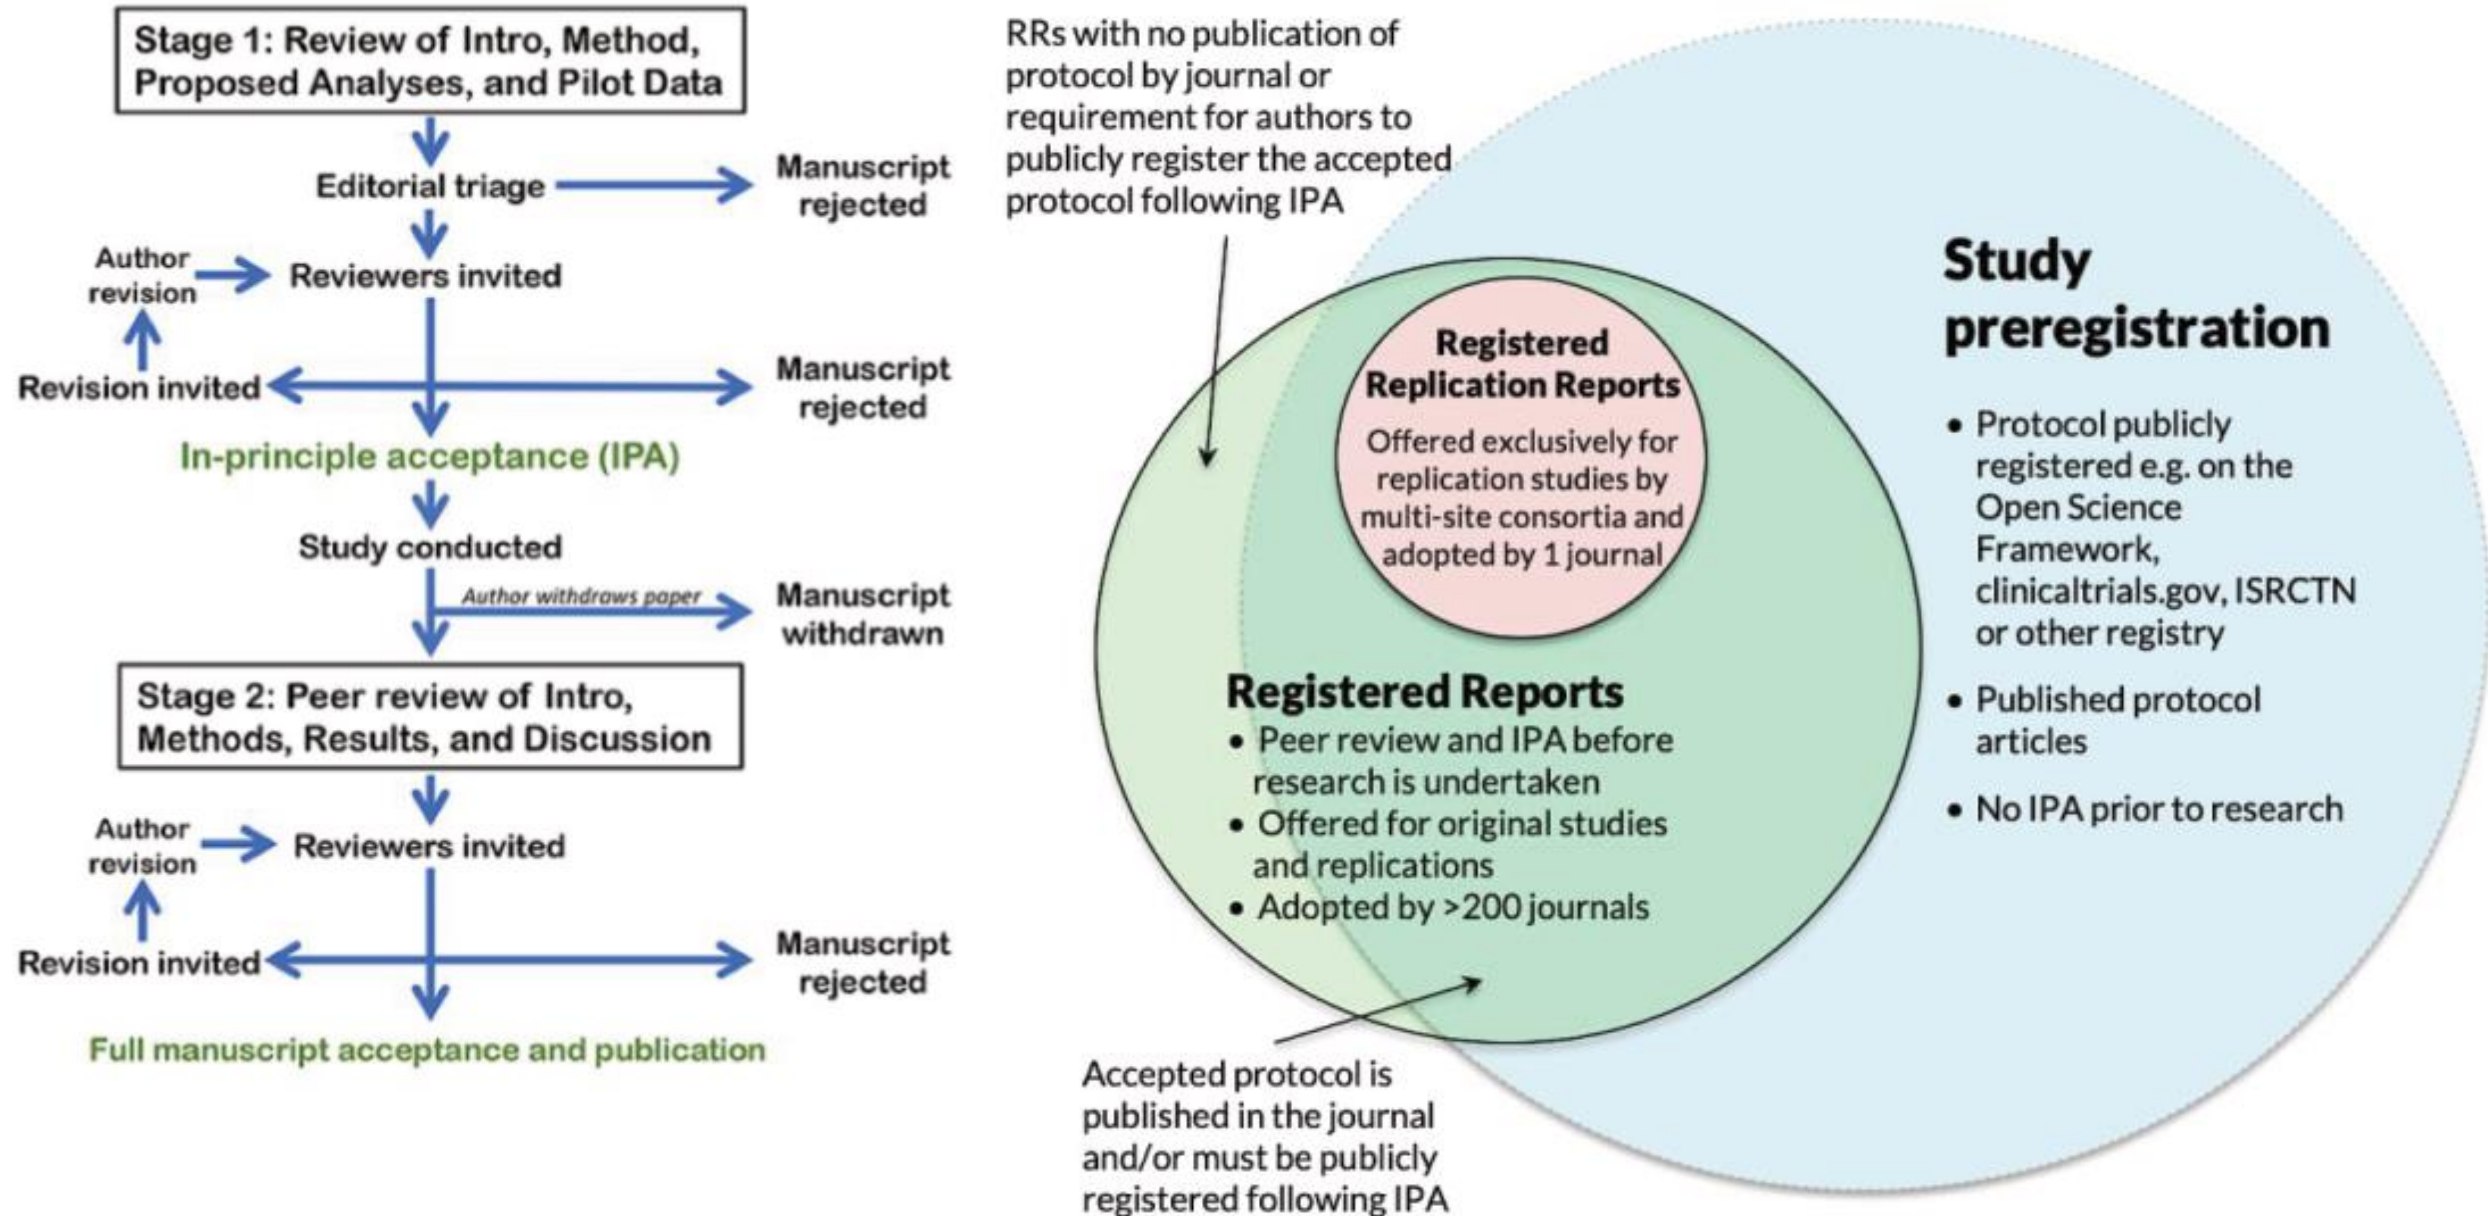 Stage 1: Review of Intro, Method,
Proposed Analyses, and Pilot Data
Editorial triage
Manuscript
rejected
Author
revision
Reviewers invited
Revision invited
Manuscript
rejected
In-principle acceptance (IPA)
Study conducted
Author withdraws paper
Manuscript
withdrawn
Stage 2: Peer review of Intro,
Methods, Results, and Discussion
Author
revision
Reviewers invited
Revision invited
Manuscript
rejected
Full manuscript acceptance and publication
RRs with no publication of
protocol by journal or
requirement for authors to
publicly register the accepted
protocol following IPA
Registered
Replication Reports
Offered exclusively for
replication studies by
multi-site consortia and
adopted by 1 journal
Registered Reports
• Peer review and IPA before
research is undertaken
• Offered for original studies
and replications
• Adopted by >200 journals
Accepted protocol is
published in the journal
and/or must be publicly
registered following IPA
Study
preregistration
• Protocol publicly
registered e.g. on the
Open Science
Framework,
clinicaltrials.gov, ISRCTN
or other registry
• Published protocol
articles
• No IPA prior to research